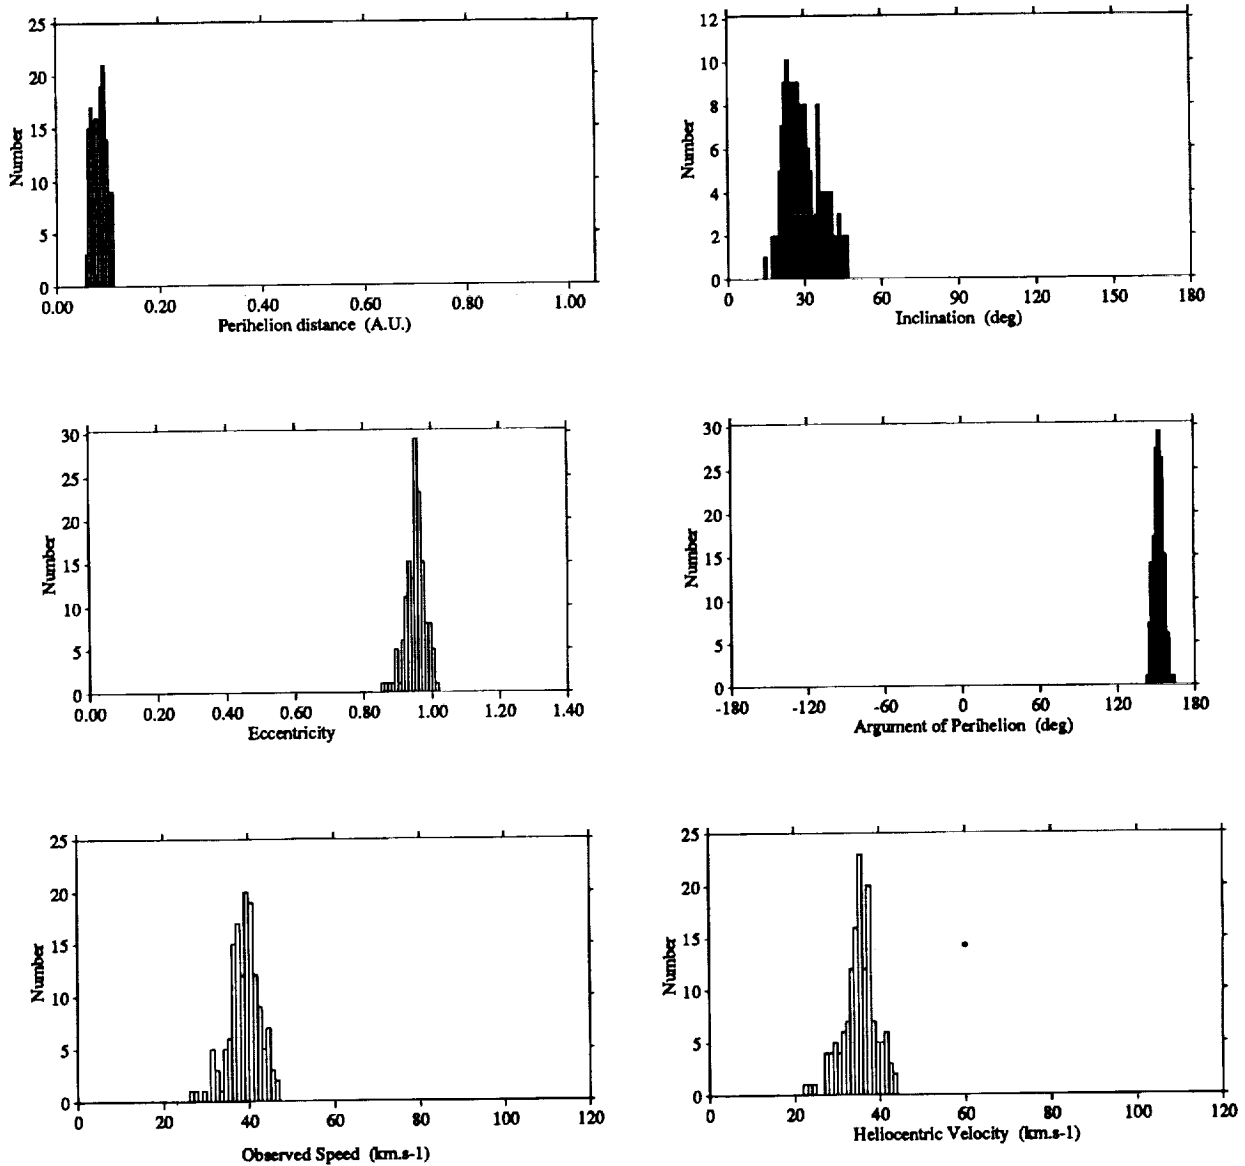 25
20
15
10
5
0
Number
0.00 0.20 0.40 0.60 0.80 1.00
Perihelion distance (A.U.)
12
10
8
6
4
2
0
Number
0 30 60 90 120 150 180
Inclination (deg)
30
25
20
15
10
5
0
Number
0.00 0.20 0.40 0.60 0.80 1.00 1.20 1.40
Eccentricity
30
25
20
15
10
5
0
Number
-180 -120 -60 0 60 120 180
Argument of Perihelion (deg)
25
20
15
10
5
0
Number
0 20 40 60 80 100 120
Observed Speed (km.s-1)
25
20
15
10
5
0
Number
0 20 40 60 80 100 120
Heliocentric Velocity (km.s-1)